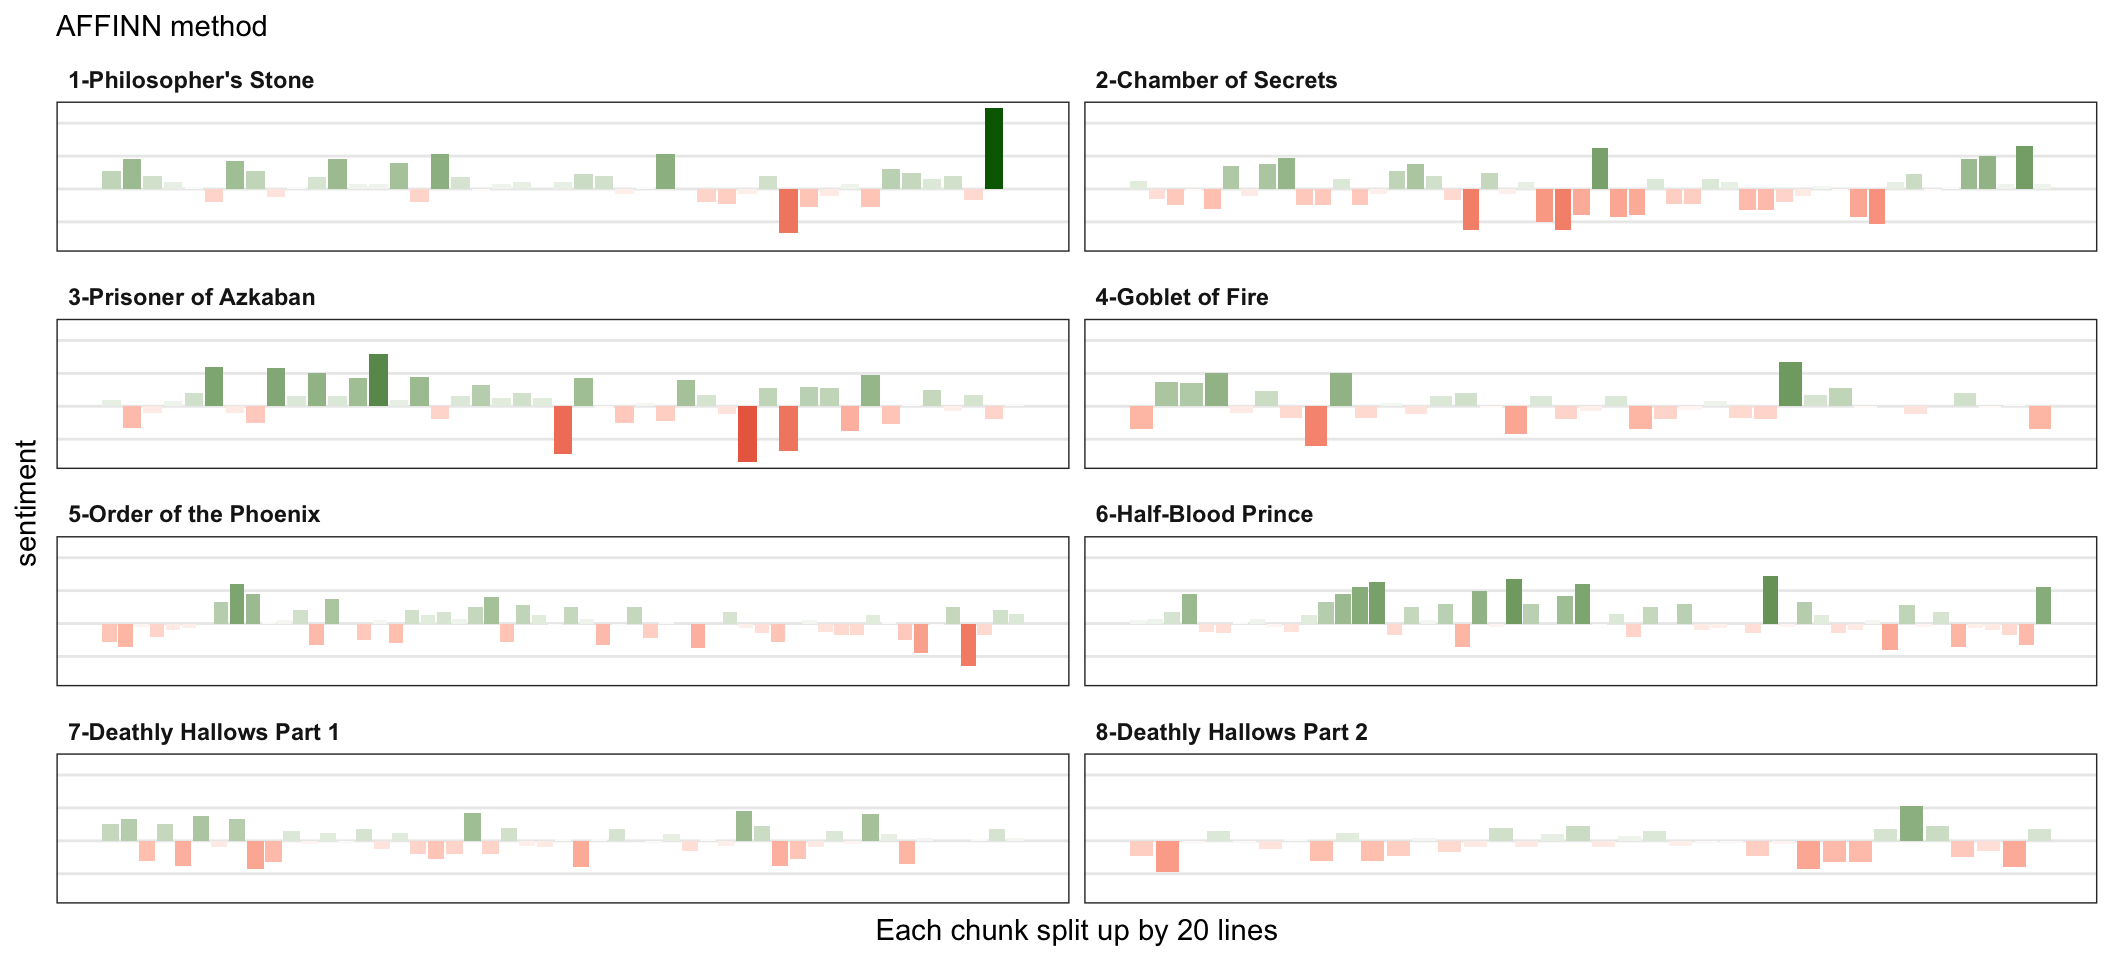 AFFINN method
1-Philosopher's Stone
2-Chamber of Secrets
3-Prisoner of Azkaban
4-Goblet of Fire
5-Order of the Phoenix
6-Half-Blood Prince
7-Deathly Hallows Part 1
8-Deathly Hallows Part 2
sentiment
Each chunk split up by 20 lines